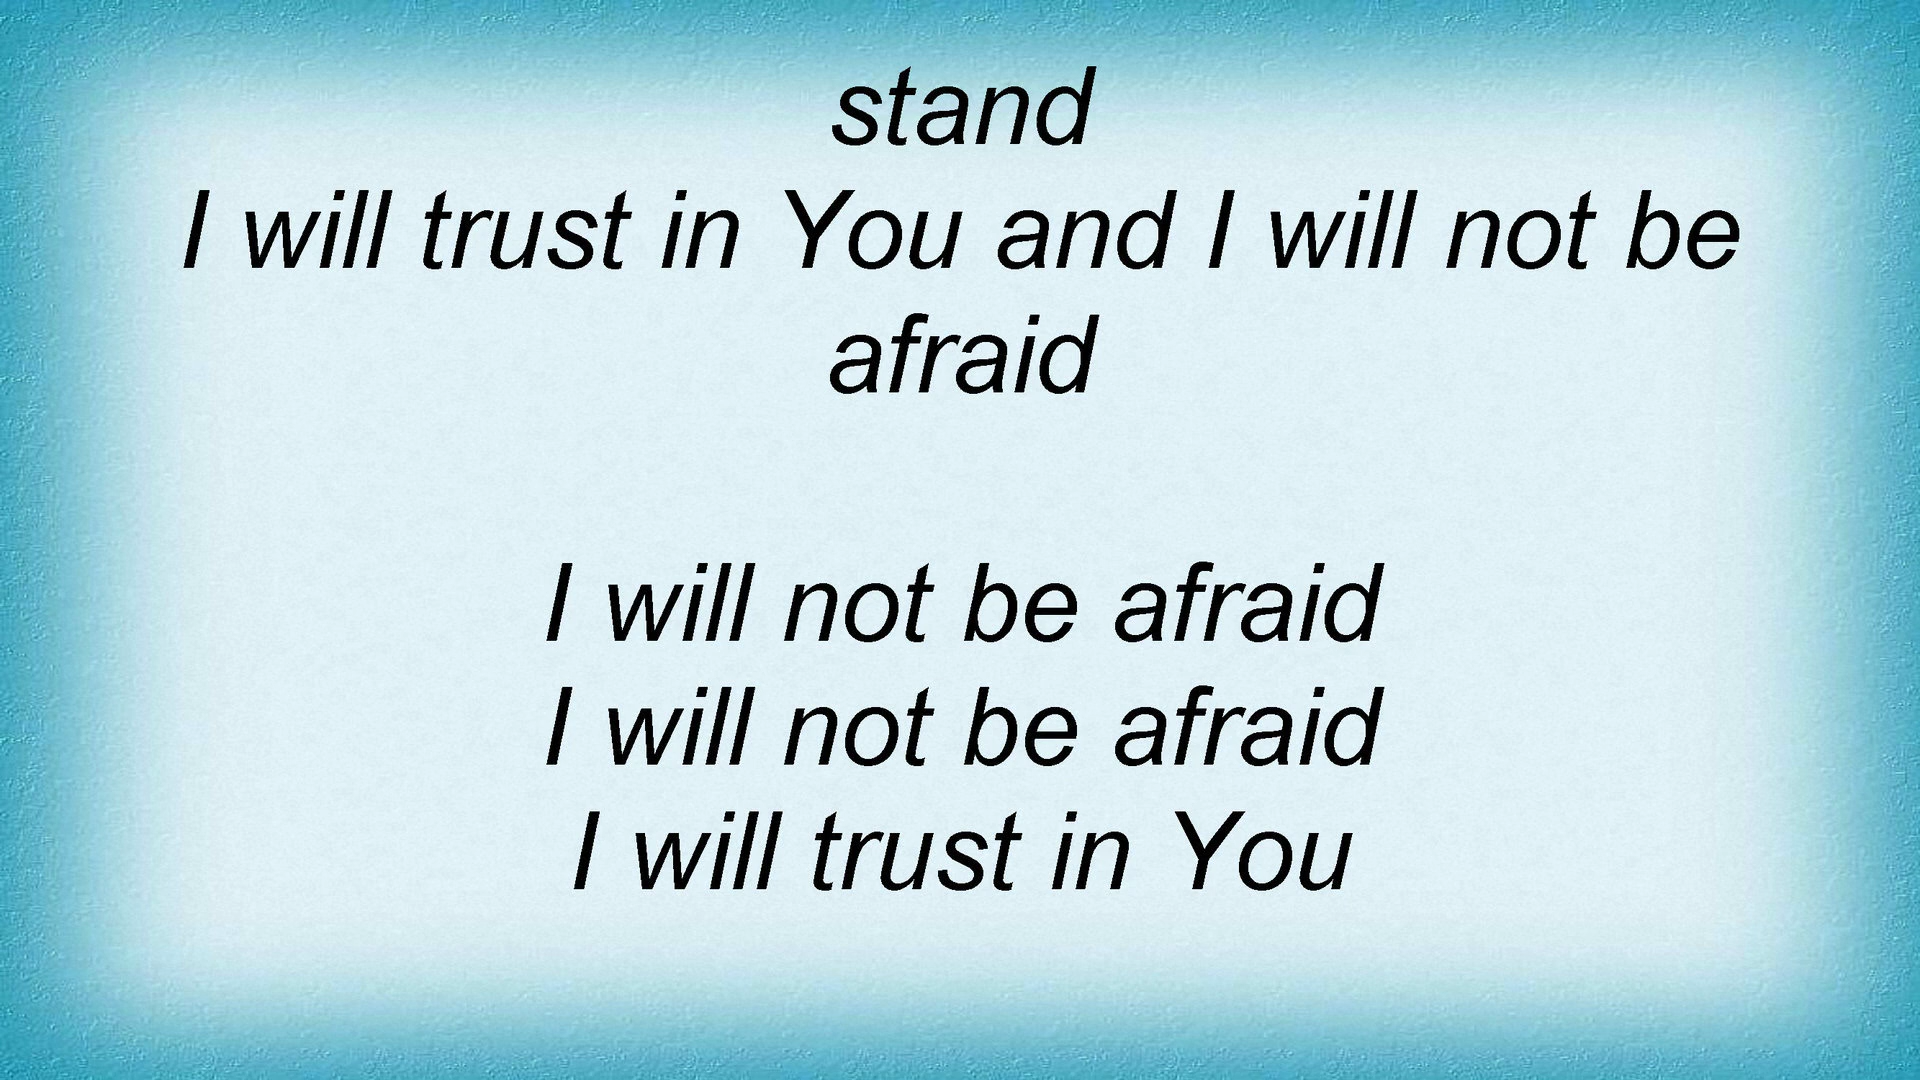 stand
I will trust in You and I will not be
afraid
I will not be afraid
I will not be afraid
I will trust in You